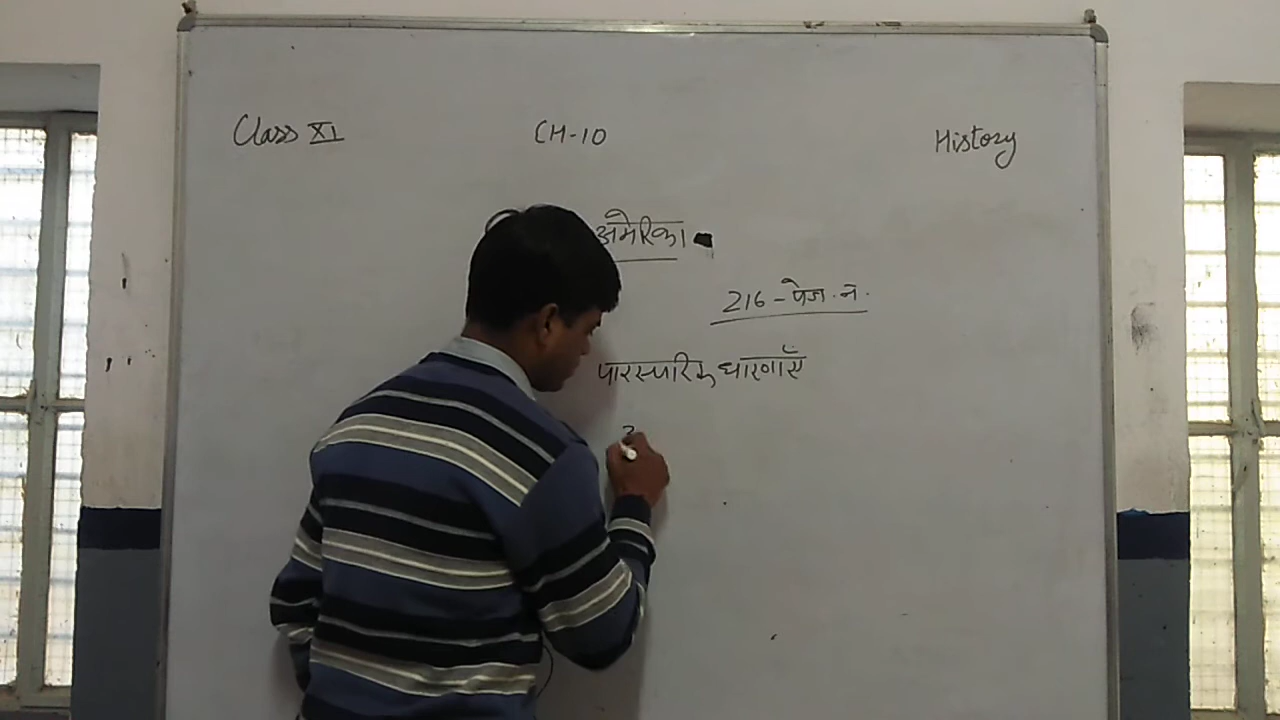 Class XI CH-10 History
अमेरिका
216-पेज.न.
पारस्परिक धारणाएँ